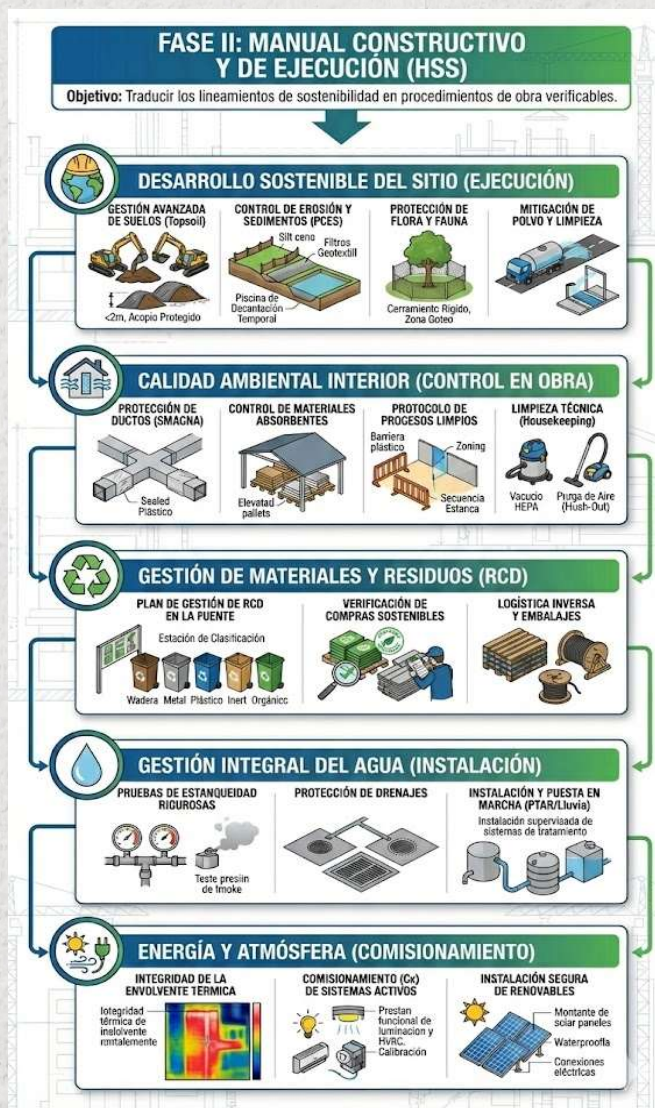 FASE II: MANUAL CONSTRUCTIVO
Y DE EJECUCIÓN (HSS)
Objetivo: Traducir los lineamientos de sostenibilidad en procedimientos de obra verificables.
DESARROLLO SOSTENIBLE DEL SITIO (EJECUCIÓN)
GESTIÓN AVANZADA
DE SUELOS (Topsoil)
<2m, Acopio Protegido
CONTROL DE EROSIÓN Y
SEDIMENTOS (PCES)
Silt ceno
Filtros
Geotextill
Piscina de
Decantación
Temporal
PROTECCIÓN DE
FLORA Y FAUNA
Cerramiento Rígido,
Zona Goteo
MITIGACIÓN DE
POLVO Y LIMPIEZA
CALIDAD AMBIENTAL INTERIOR (CONTROL EN OBRA)
PROTECCIÓN DE
DUCTOS (SMAGNA)
Sealed
Plástico
CONTROL DE MATERIALES
ABSORBENTES
Elevatad
pallets
PROTOCOLO DE
PROCESOS LIMPIOS
Barriera
plástico
Zoning
Secuencia
Estanca
LIMPIEZA TÉCNICA
(Housekeeping)
Vacucio
HEPA
Piurga de Aire
(Hush-Out)
GESTIÓN DE MATERIALES Y RESIDUOS (RCD)
PLAN DE GESTIÓN DE RCD
EN LA PUENTE
Estación de Clasificación
Wadera Metal Plástico Inert Orgánicc
VERIFICACIÓN DE
COMPRAS SOSTENIBLES
LOGÍSTICA INVERSA
Y EMBALAJES
GESTIÓN INTEGRAL DEL AGUA (INSTALACIÓN)
PRUEBAS DE ESTANQUEIDAD
RIGUROSAS
Teste presiin
de tmoke
PROTECCIÓN DE DRENAJES
INSTALACIÓN Y PUESTA EN
MARCHA (PTAR/Lluvia)
Instalación superviaada de
sistemas de tratamiento
ENERGÍA Y ATMÓSFERA (COMISIONAMIENTO)
INTEGRIDAD DE LA
ENVOLVENTE TÉRMICA
Iotegridad
térmica de
COMISIONAMIENTO (Cx)
DE SISTEMAS ACTIVOS
Prestan
funcional de
luminacion y
HVRC.
Calibración
INSTALACIÓN SEGURA
DE RENOVABLES
Montante de
sciar paneles
Waterproofla
Conexiones
eléctricas